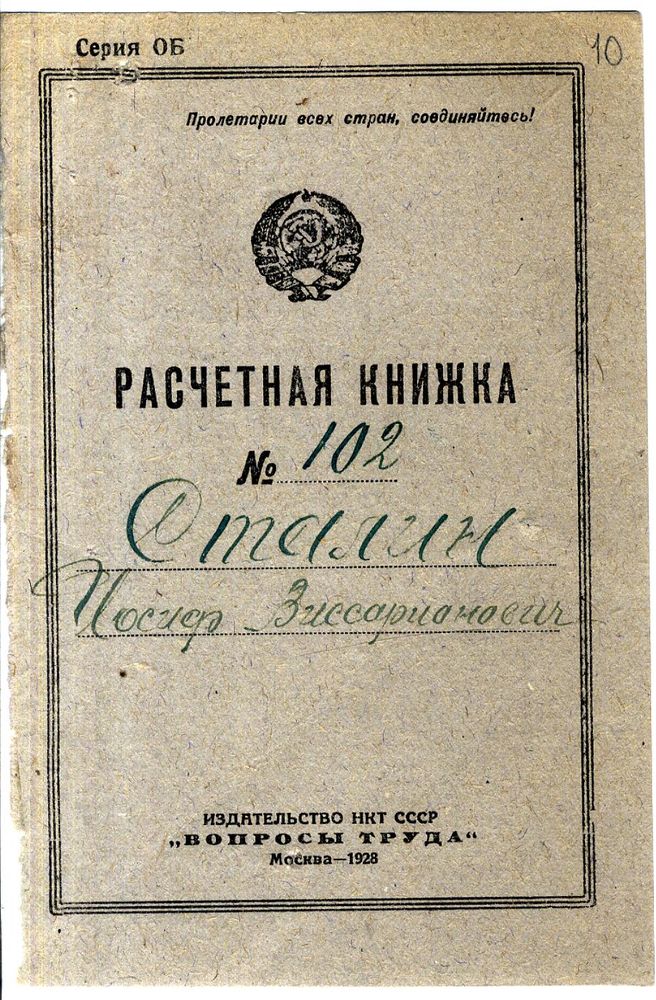 Серия ОБ
10
Пролетарии всех стран, соединяйтесь!
РАСЧЕТНАЯ КНИЖКА
№ 102
Сталин
Иосиф Виссарионович
ИЗДАТЕЛЬСТВО НКТ СССР
„ВОПРОСЫ ТРУДА“
Москва—1928